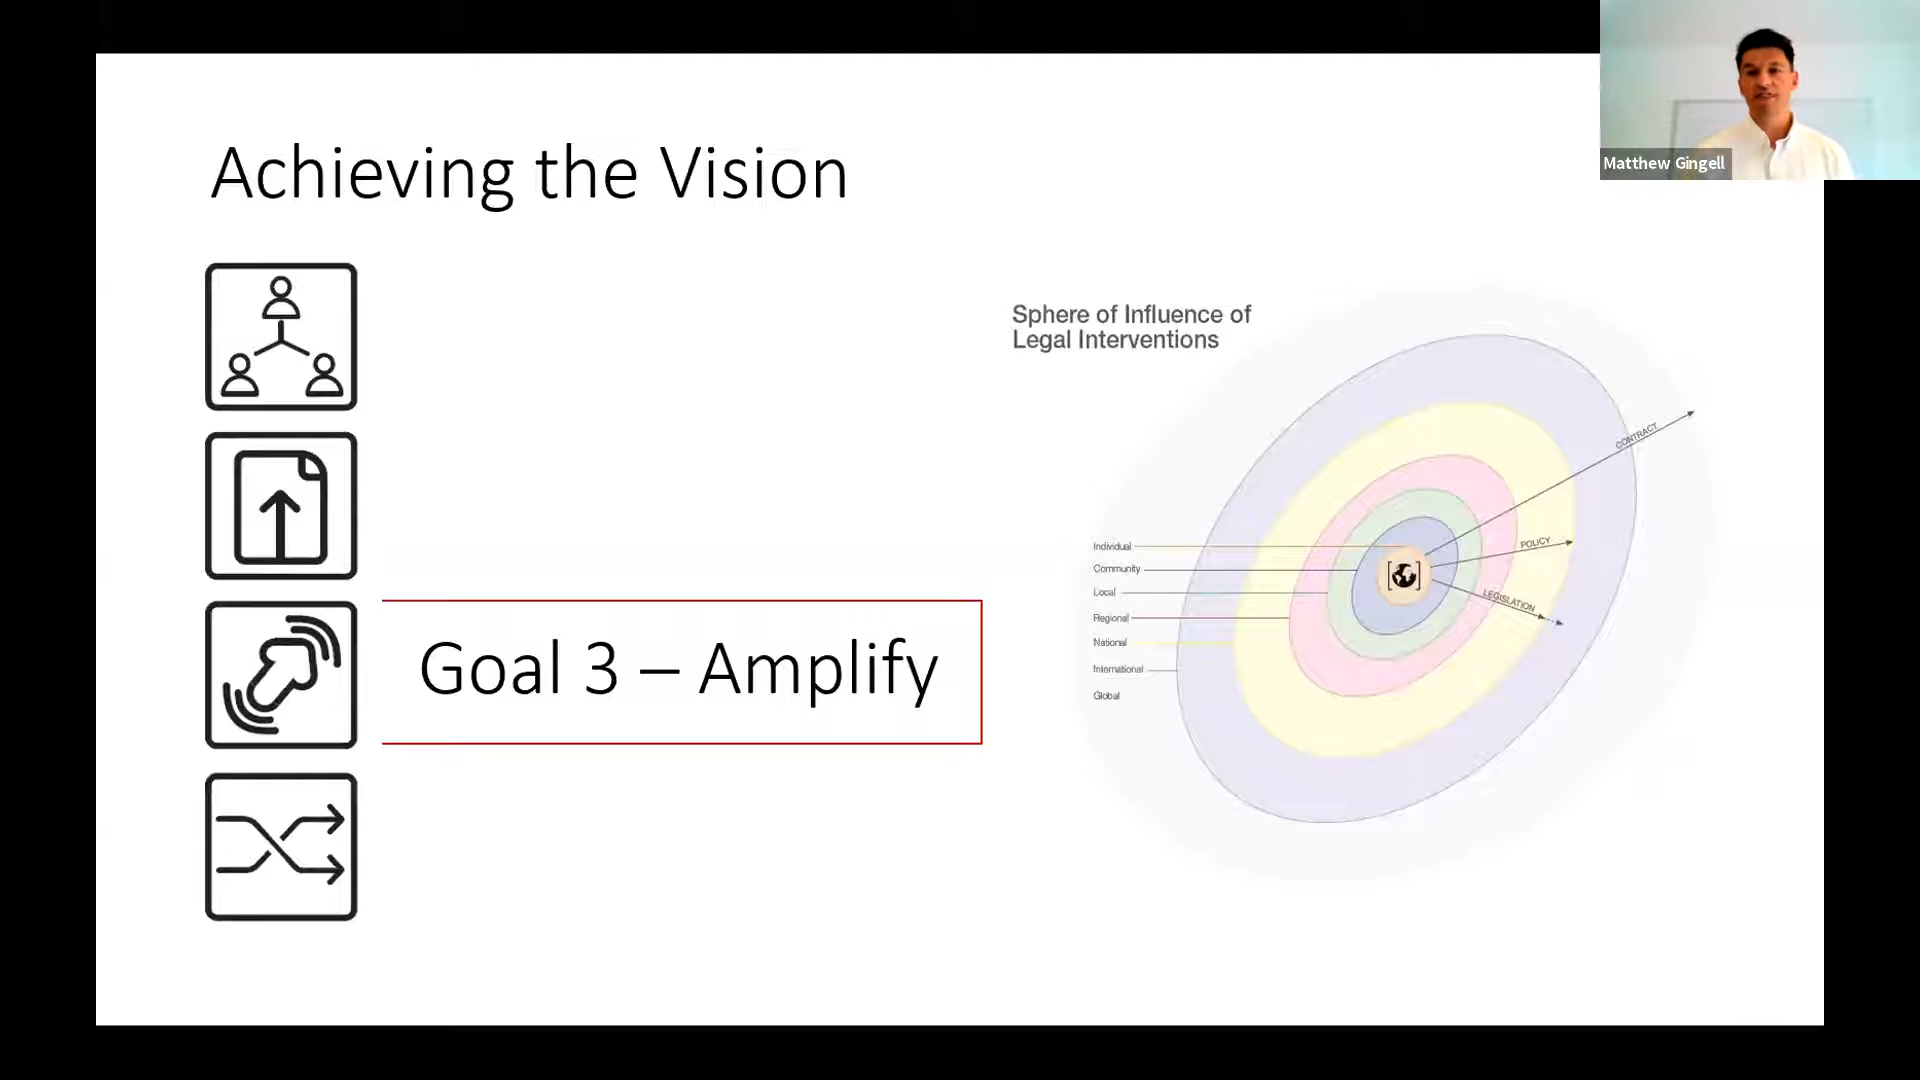 Matthew Gingell
Achieving the Vision
Goal 3 – Amplify
Sphere of Influence of
Legal Interventions
CONTRACT
POLICY
LEGISLATION
Individual
Community
Local
Regional
National
International
Global